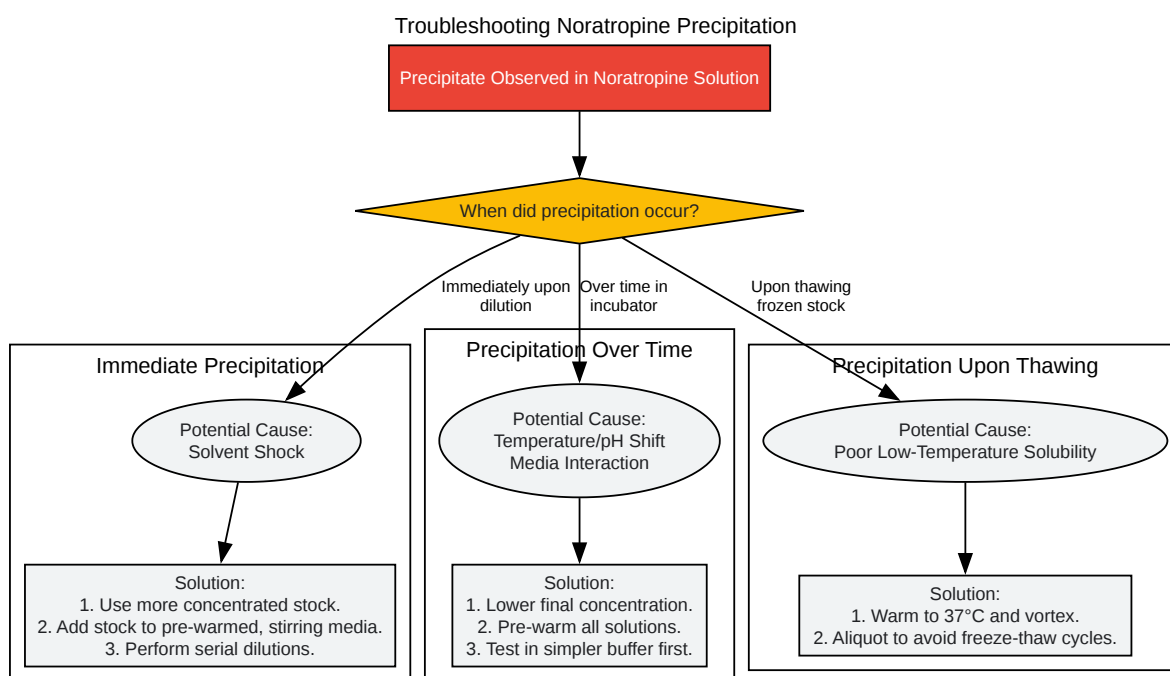 Troubleshooting Noratropine Precipitation
Precipitate Observed in Noratropine Solution
When did precipitation occur?
Immediately upon
dilution
Over time in
incubator
Upon thawing
frozen stock
Immediate Precipitation
Potential Cause:
Solvent Shock
Solution:
1. Use more concentrated stock.
2. Add stock to pre-warmed, stirring media.
3. Perform serial dilutions.
Precipitation Over Time
Potential Cause:
Temperature/pH Shift
Media Interaction
Solution:
1. Lower final concentration.
2. Pre-warm all solutions.
3. Test in simpler buffer first.
Precipitation Upon Thawing
Potential Cause:
Poor Low-Temperature Solubility
Solution:
1. Warm to 37°C and vortex.
2. Aliquot to avoid freeze-thaw cycles.